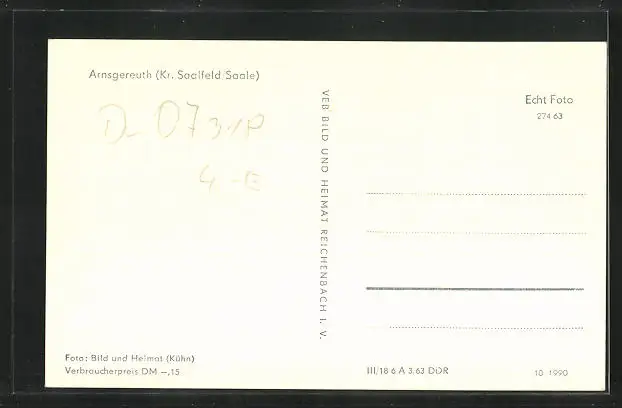 Arnsgereuth (Kr. Saalfeld/Saale)
D-07318
4-E
Foto: Bild und Heimat (Kühn)
Verbraucherpreis DM –,15
VEB BILD UND HEIMAT REICHENBACH I. V.
Echt Foto
274 63
III/18 6 A 3,63 DDR
10 1990